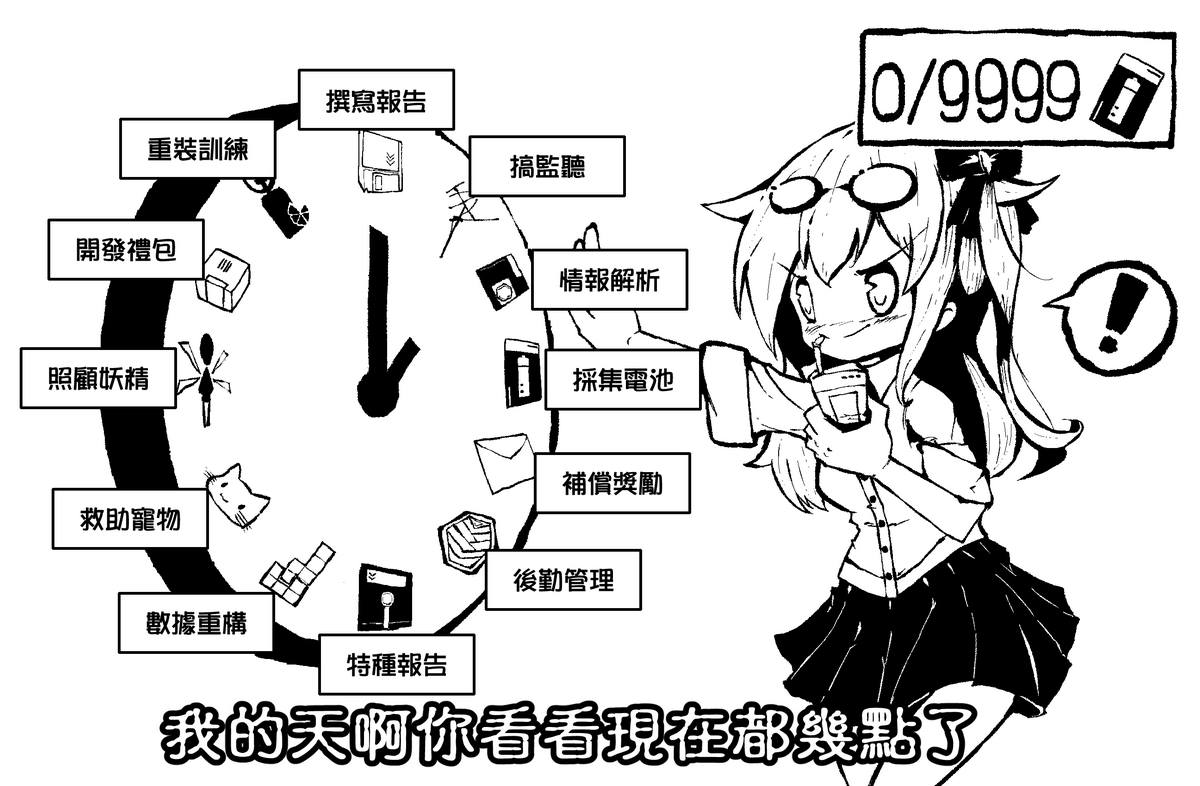 0/9999
撰寫報告
重裝訓練
搞監聽
開發禮包
情報解析
照顧妖精
採集電池
補償獎勵
救助寵物
後勤管理
數據重構
特種報告
!
我的天啊你看看現在都幾點了